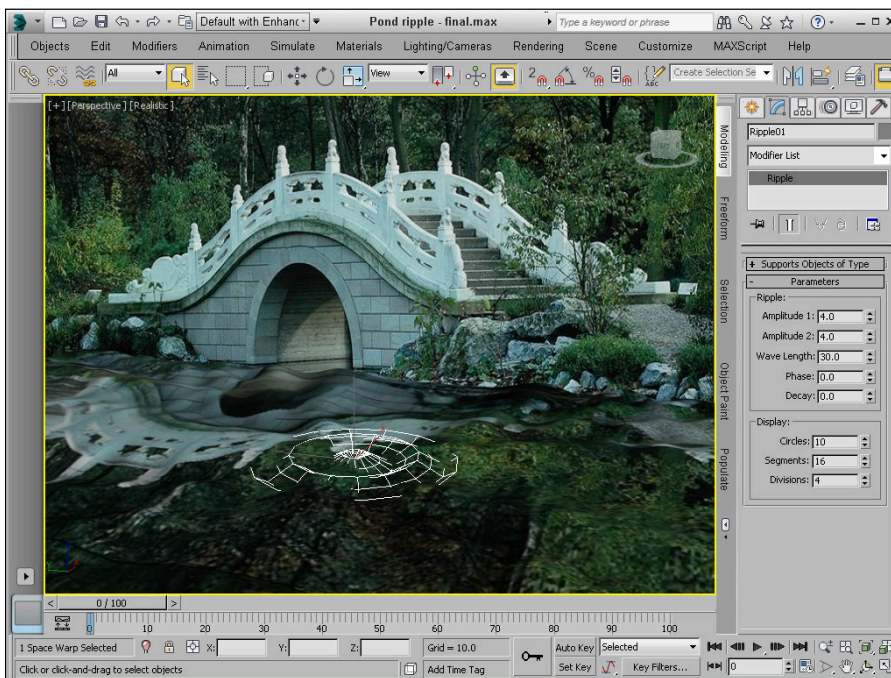 Default with Enhanc
Pond ripple - final.max
Type a keyword or phrase
Objects Edit Modifiers Animation Simulate Materials Lighting/Cameras Rendering Scene Customize MAXScript Help
All
View
2
%
ABC
Create Selection Se
[+] [Perspective] [Realistic]
Modeling
Freeform
Selection
Object Paint
Populate
Ripple01
Modifier List
Ripple
+ Supports Objects of Type
- Parameters
Ripple:
Amplitude 1: 4.0
Amplitude 2: 4.0
Wave Length: 30.0
Phase: 0.0
Decay: 0.0
Display:
Circles: 10
Segments: 16
Divisions: 4
< 0 / 100 >
0 10 20 30 40 50 60 70 80 90 100
1 Space Warp Selected X: Y: Z: Grid = 10.0 Auto Key Selected
Click or click-and-drag to select objects Add Time Tag Set Key Key Filters... 0